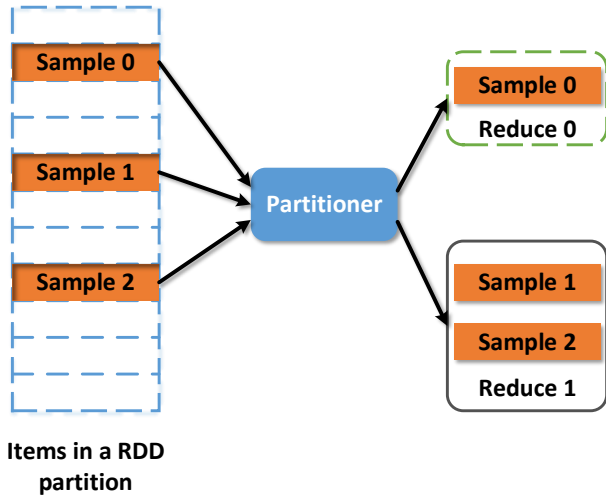 Sample 0
Sample 1
Sample 2
Items in a RDD
partition
Partitioner
Sample 0
Reduce 0
Sample 1
Sample 2
Reduce 1